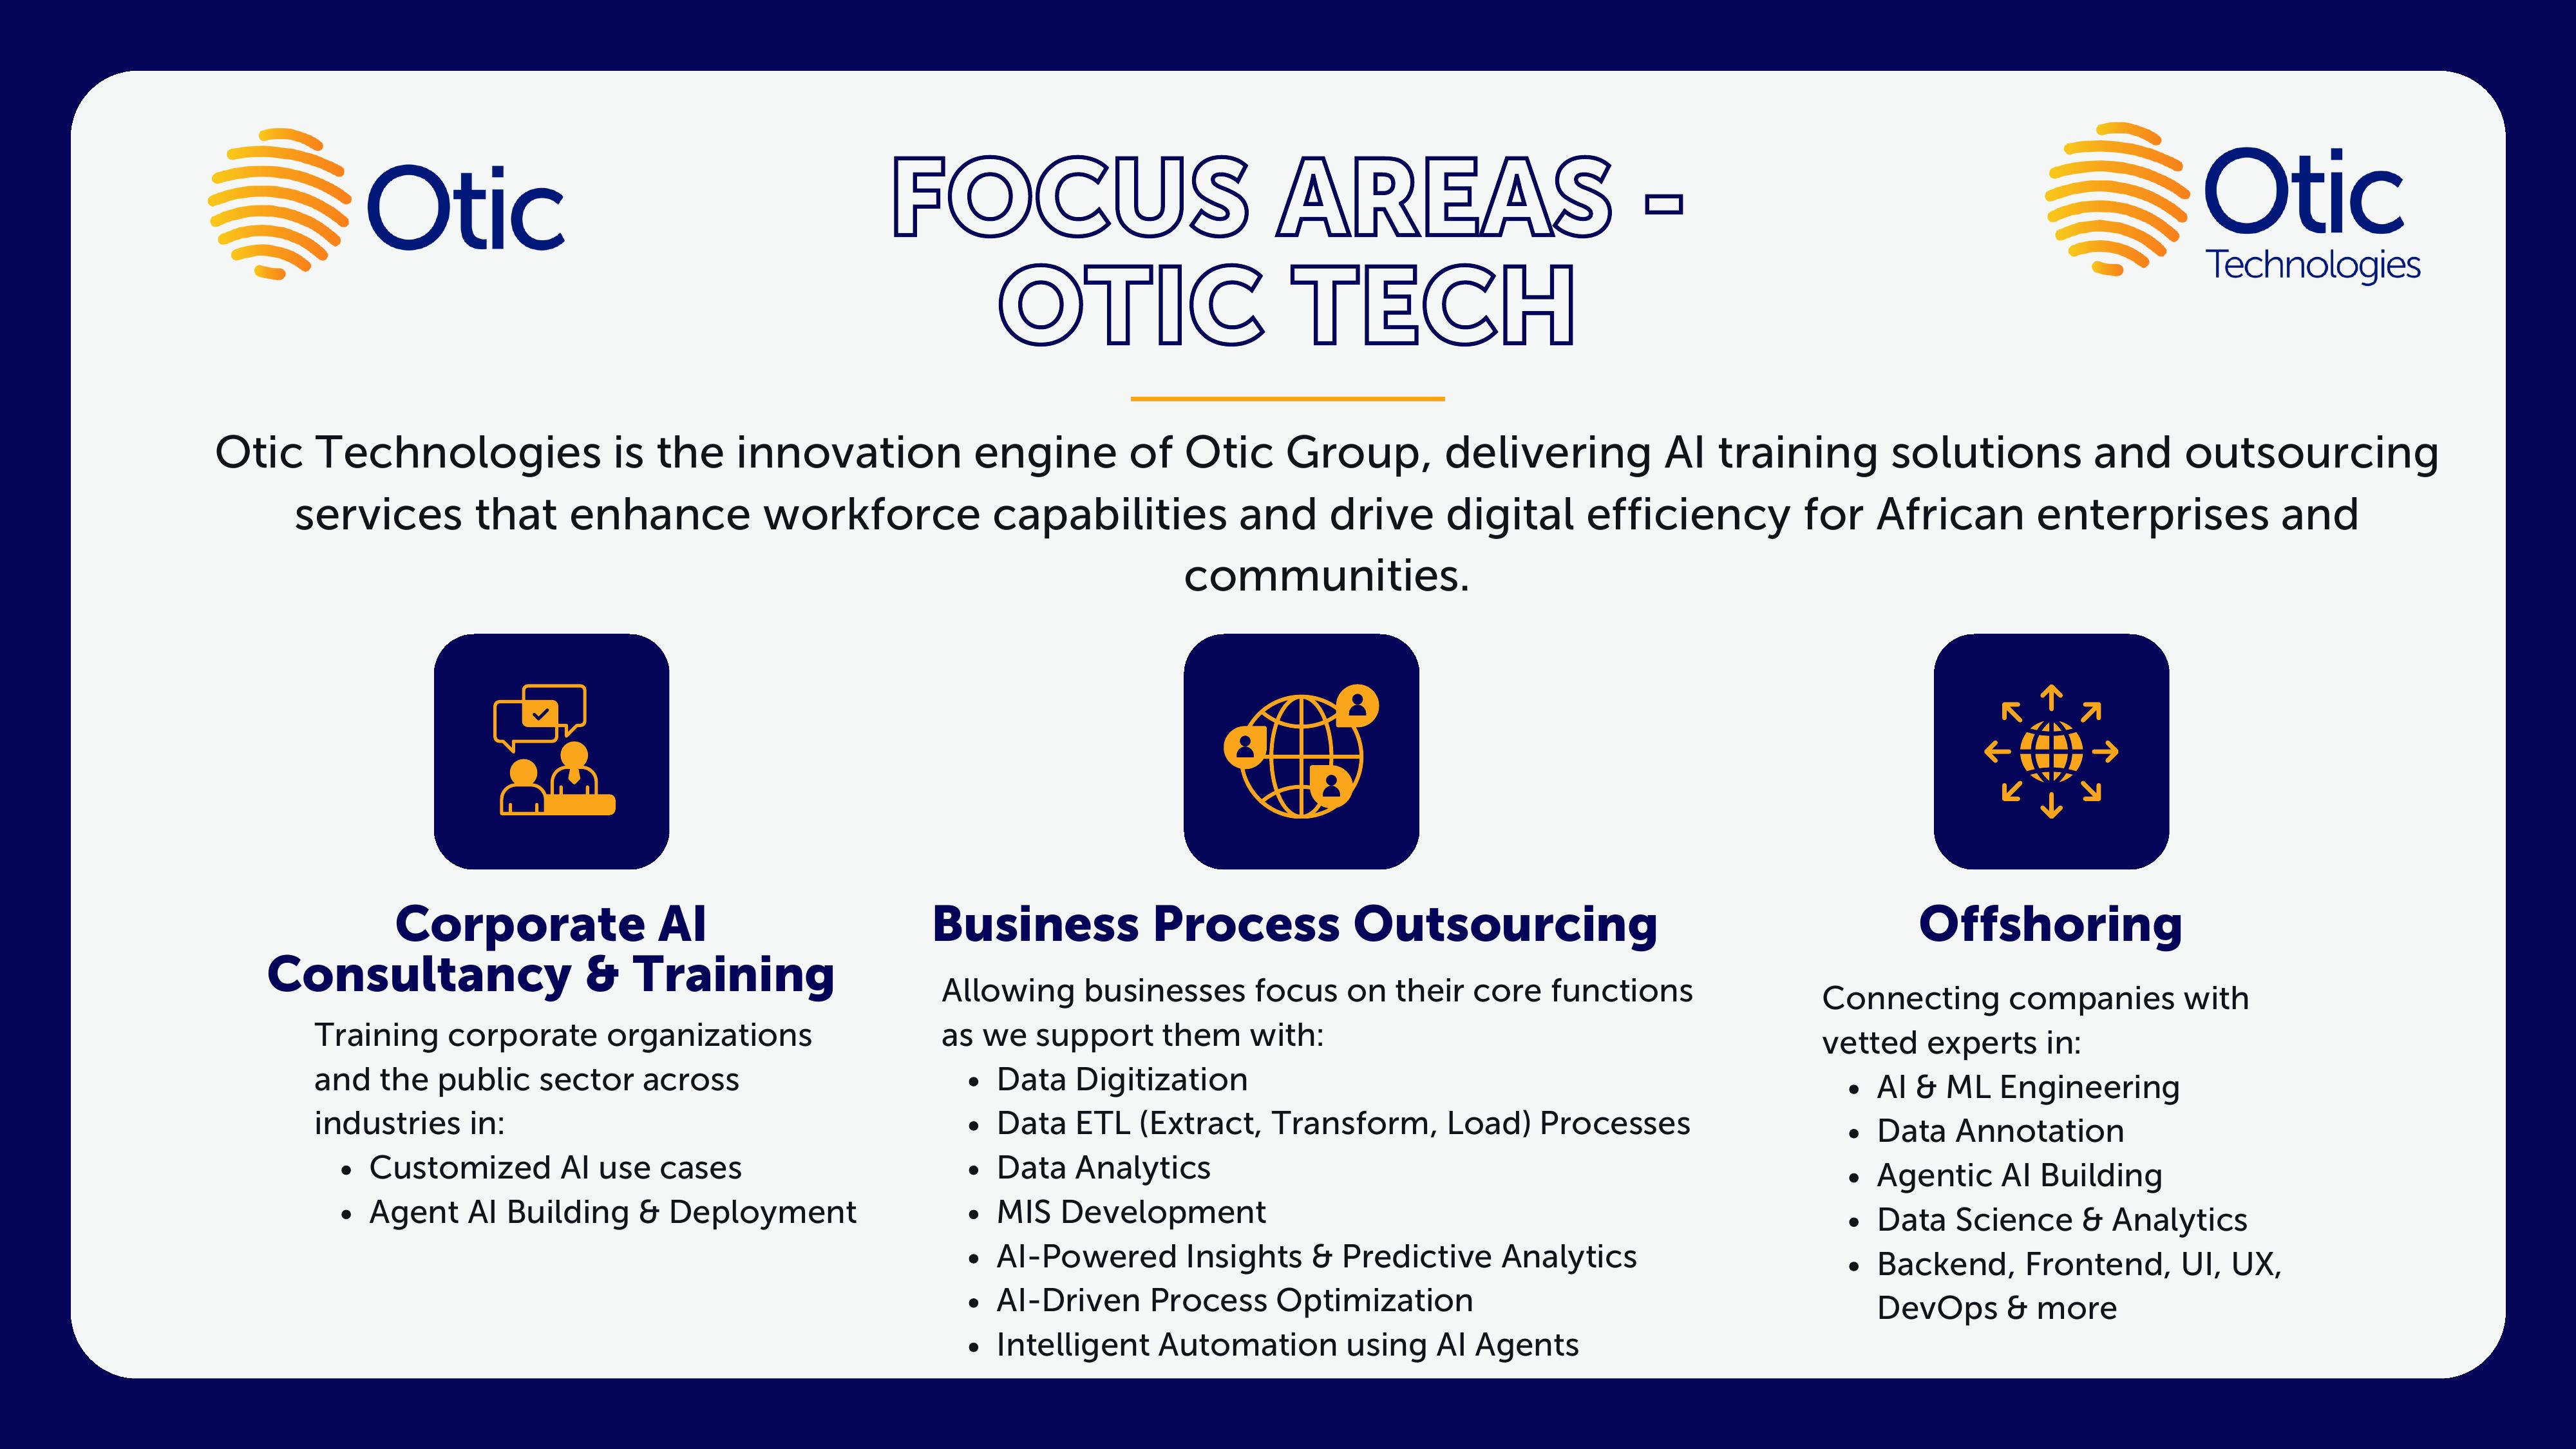 Otic
FOCUS AREAS -
OTIC TECH
Otic
Technologies
Otic Technologies is the innovation engine of Otic Group, delivering AI training solutions and outsourcing
services that enhance workforce capabilities and drive digital efficiency for African enterprises and
communities.
Corporate AI
Consultancy & Training
Training corporate organizations
and the public sector across
industries in:
• Customized AI use cases
• Agent AI Building & Deployment
Business Process Outsourcing
Allowing businesses focus on their core functions
as we support them with:
• Data Digitization
• Data ETL (Extract, Transform, Load) Processes
• Data Analytics
• MIS Development
• AI-Powered Insights & Predictive Analytics
• AI-Driven Process Optimization
• Intelligent Automation using AI Agents
Offshoring
Connecting companies with
vetted experts in:
• AI & ML Engineering
• Data Annotation
• Agentic AI Building
• Data Science & Analytics
• Backend, Frontend, UI, UX,
DevOps & more